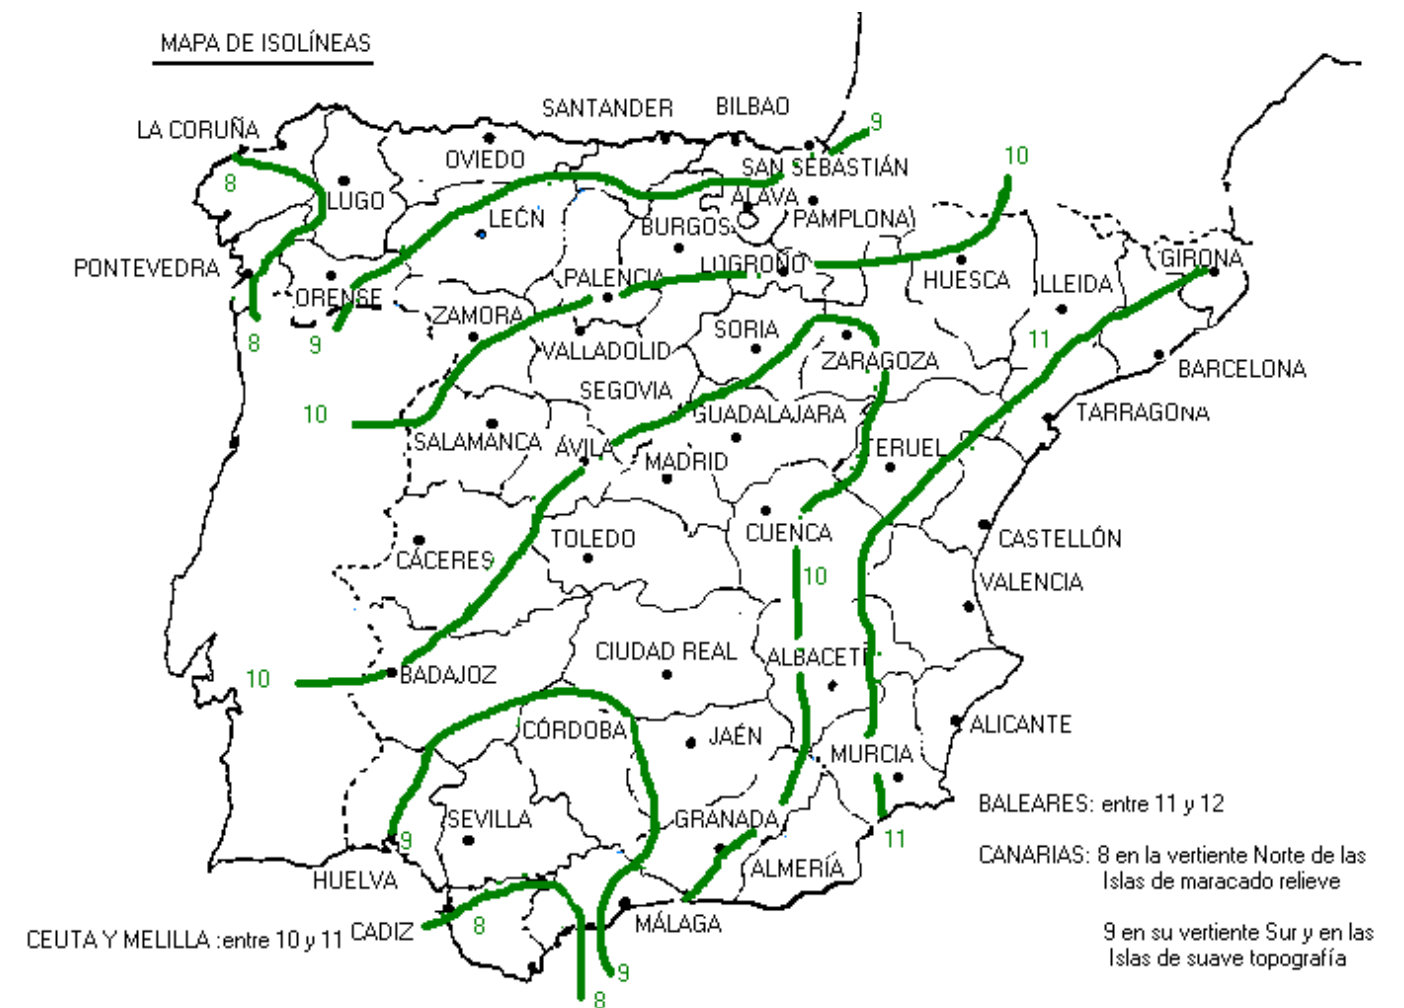 MAPA DE ISOLÍNEAS
SANTANDER
BILBAO
LA CORUÑA
9
OVIEDO
SAN SEBASTIÁN
10
8
LUGO
ALAVA
PAMPLONA
LEÓN
BURGOS
PONTEVEDRA
ORENSE
PALENCIA
LOGROÑO
HUESCA
LLEIDA
GIRONA
ZAMORA
SORIA
8
9
VALLADOLID
ZARAGOZA
11
BARCELONA
SEGOVIA
10
GUADALAJARA
TARRAGONA
SALAMANCA
AVILA
MADRID
TERUEL
CUENCA
CASTELLÓN
CÁCERES
TOLEDO
10
VALENCIA
CIUDAD REAL
ALBACETE
10
BADAJOZ
CÓRDOBA
JAÉN
ALICANTE
MURCIA
BALEARES: entre 11 y 12
SEVILLA
GRANADA
9
11
CANARIAS: 8 en la vertiente Norte de las
Islas de maracado relieve
HUELVA
ALMERÍA
CADIZ
8
MÁLAGA
CEUTA Y MELILLA :entre 10 y 11
9 en su vertiente Sur y en las
Islas de suave topografía
9
8